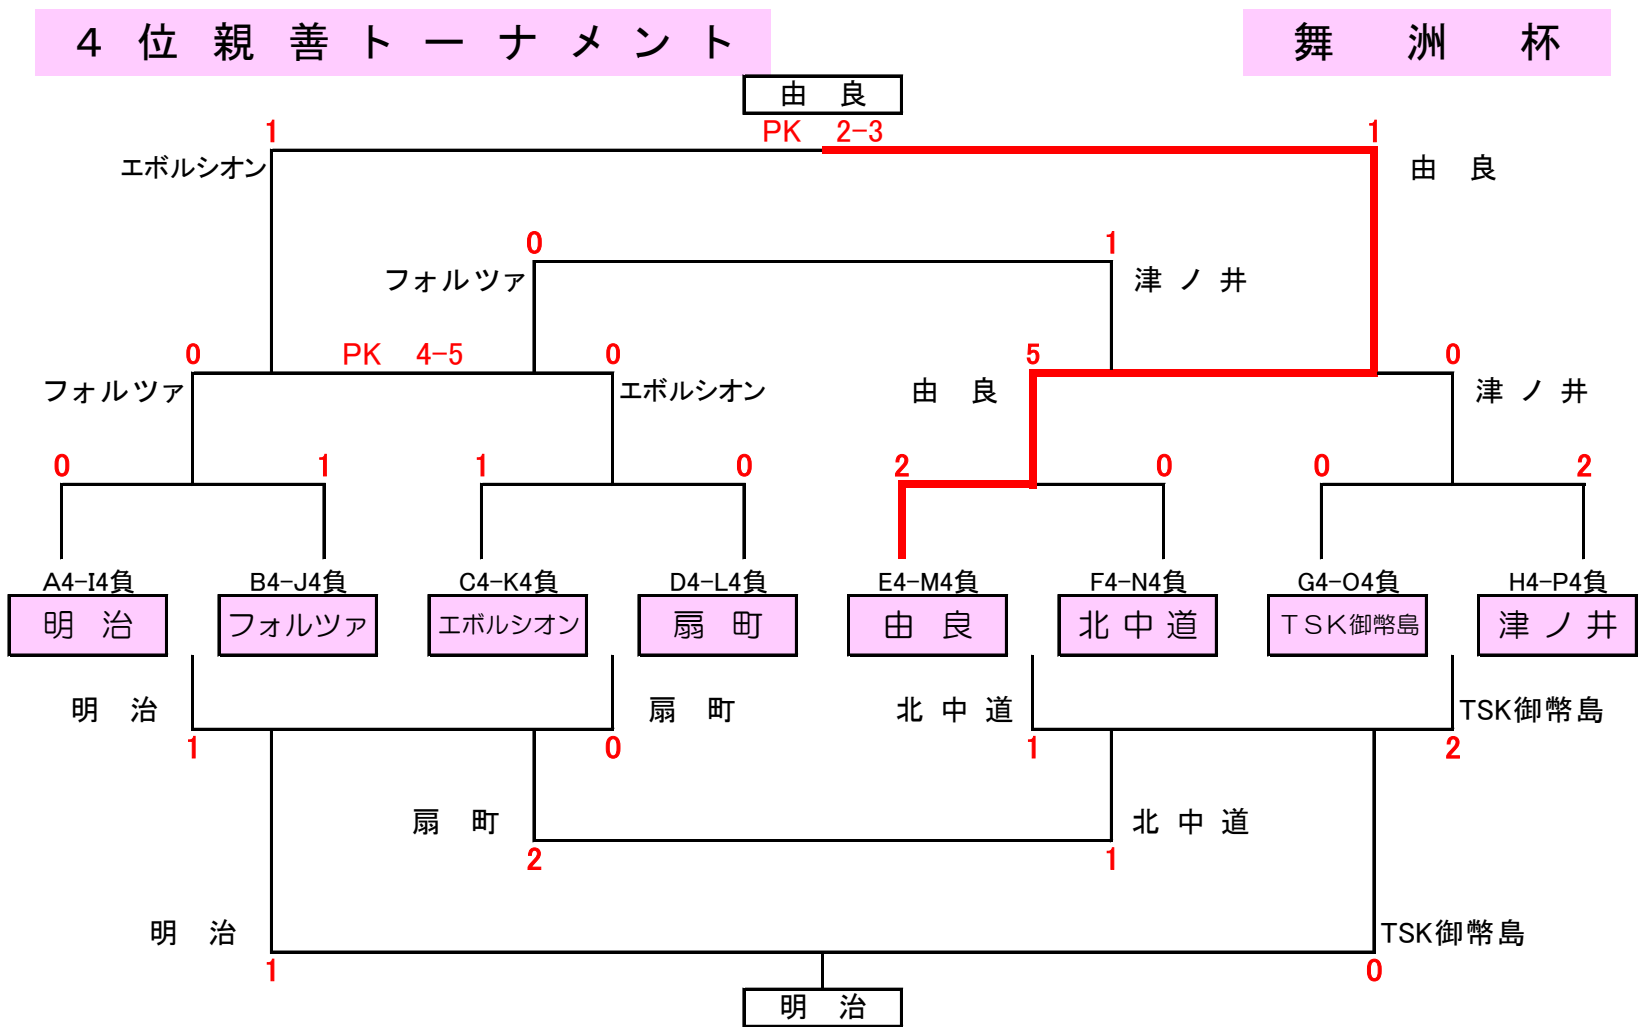 ４位親善トーナメント　舞洲杯
由良
1　PK　2-3　1
エボルシオン　由良
0　1
フォルツァ　津ノ井
0　PK　4-5　0　5　0
フォルツァ　エボルシオン　由良　津ノ井
0　1　1　0　2　0　0　2
A4-I4負　B4-J4負　C4-K4負　D4-L4負　E4-M4負　F4-N4負　G4-O4負　H4-P4負
明治　フォルツァ　エボルシオン　扇町　由良　北中道　ＴＳＫ御幣島　津ノ井
明治　扇町　北中道　TSK御幣島
1　0　1　2
扇町　北中道
2　1
明治　TSK御幣島
1　0
明治